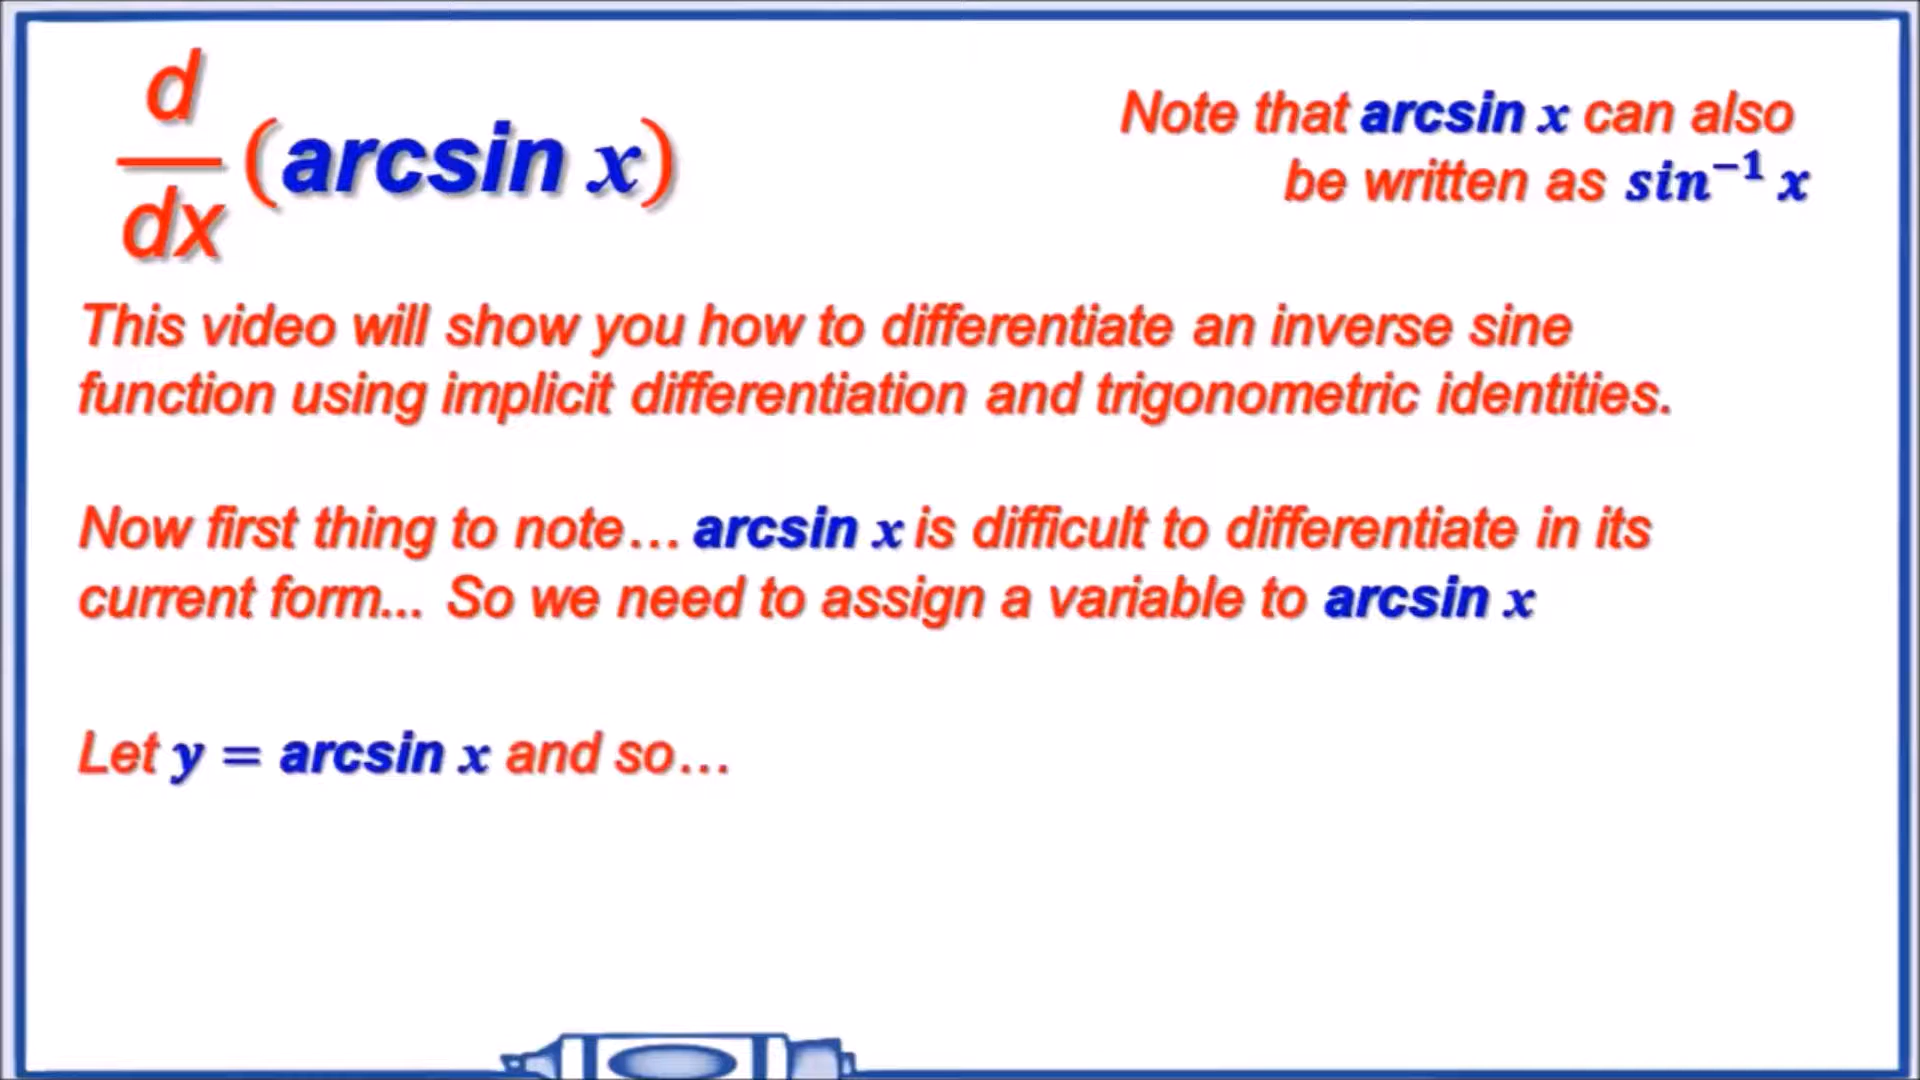 d/dx (arcsin x)
Note that arcsin x can also
be written as sin⁻¹ x
This video will show you how to differentiate an inverse sine
function using implicit differentiation and trigonometric identities.
Now first thing to note… arcsin x is difficult to differentiate in its
current form... So we need to assign a variable to arcsin x
Let y = arcsin x and so…